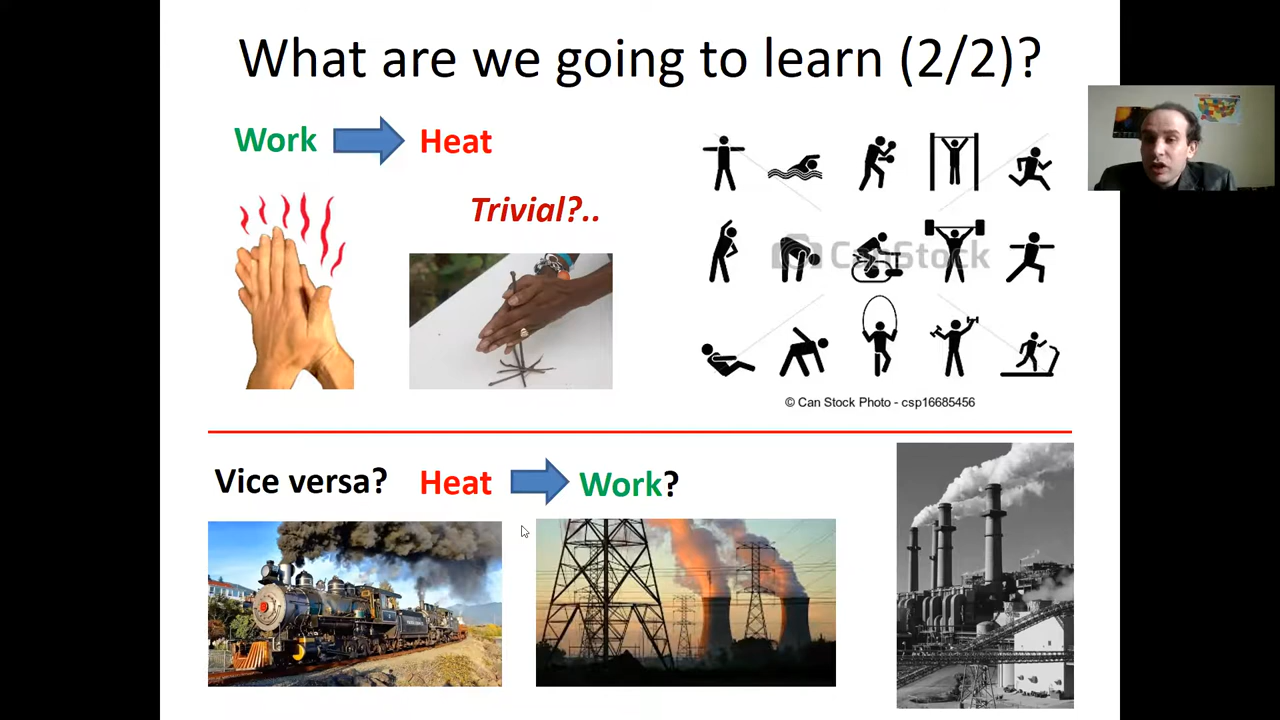 What are we going to learn (2/2)?
Work Heat
Trivial?..
CanStock
© Can Stock Photo - csp16685456
Vice versa? Heat Work?